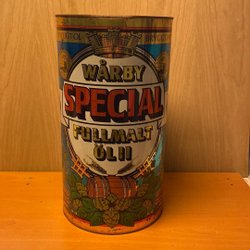 WÅRBY
SPECIAL
FULLMALT
ÖL II